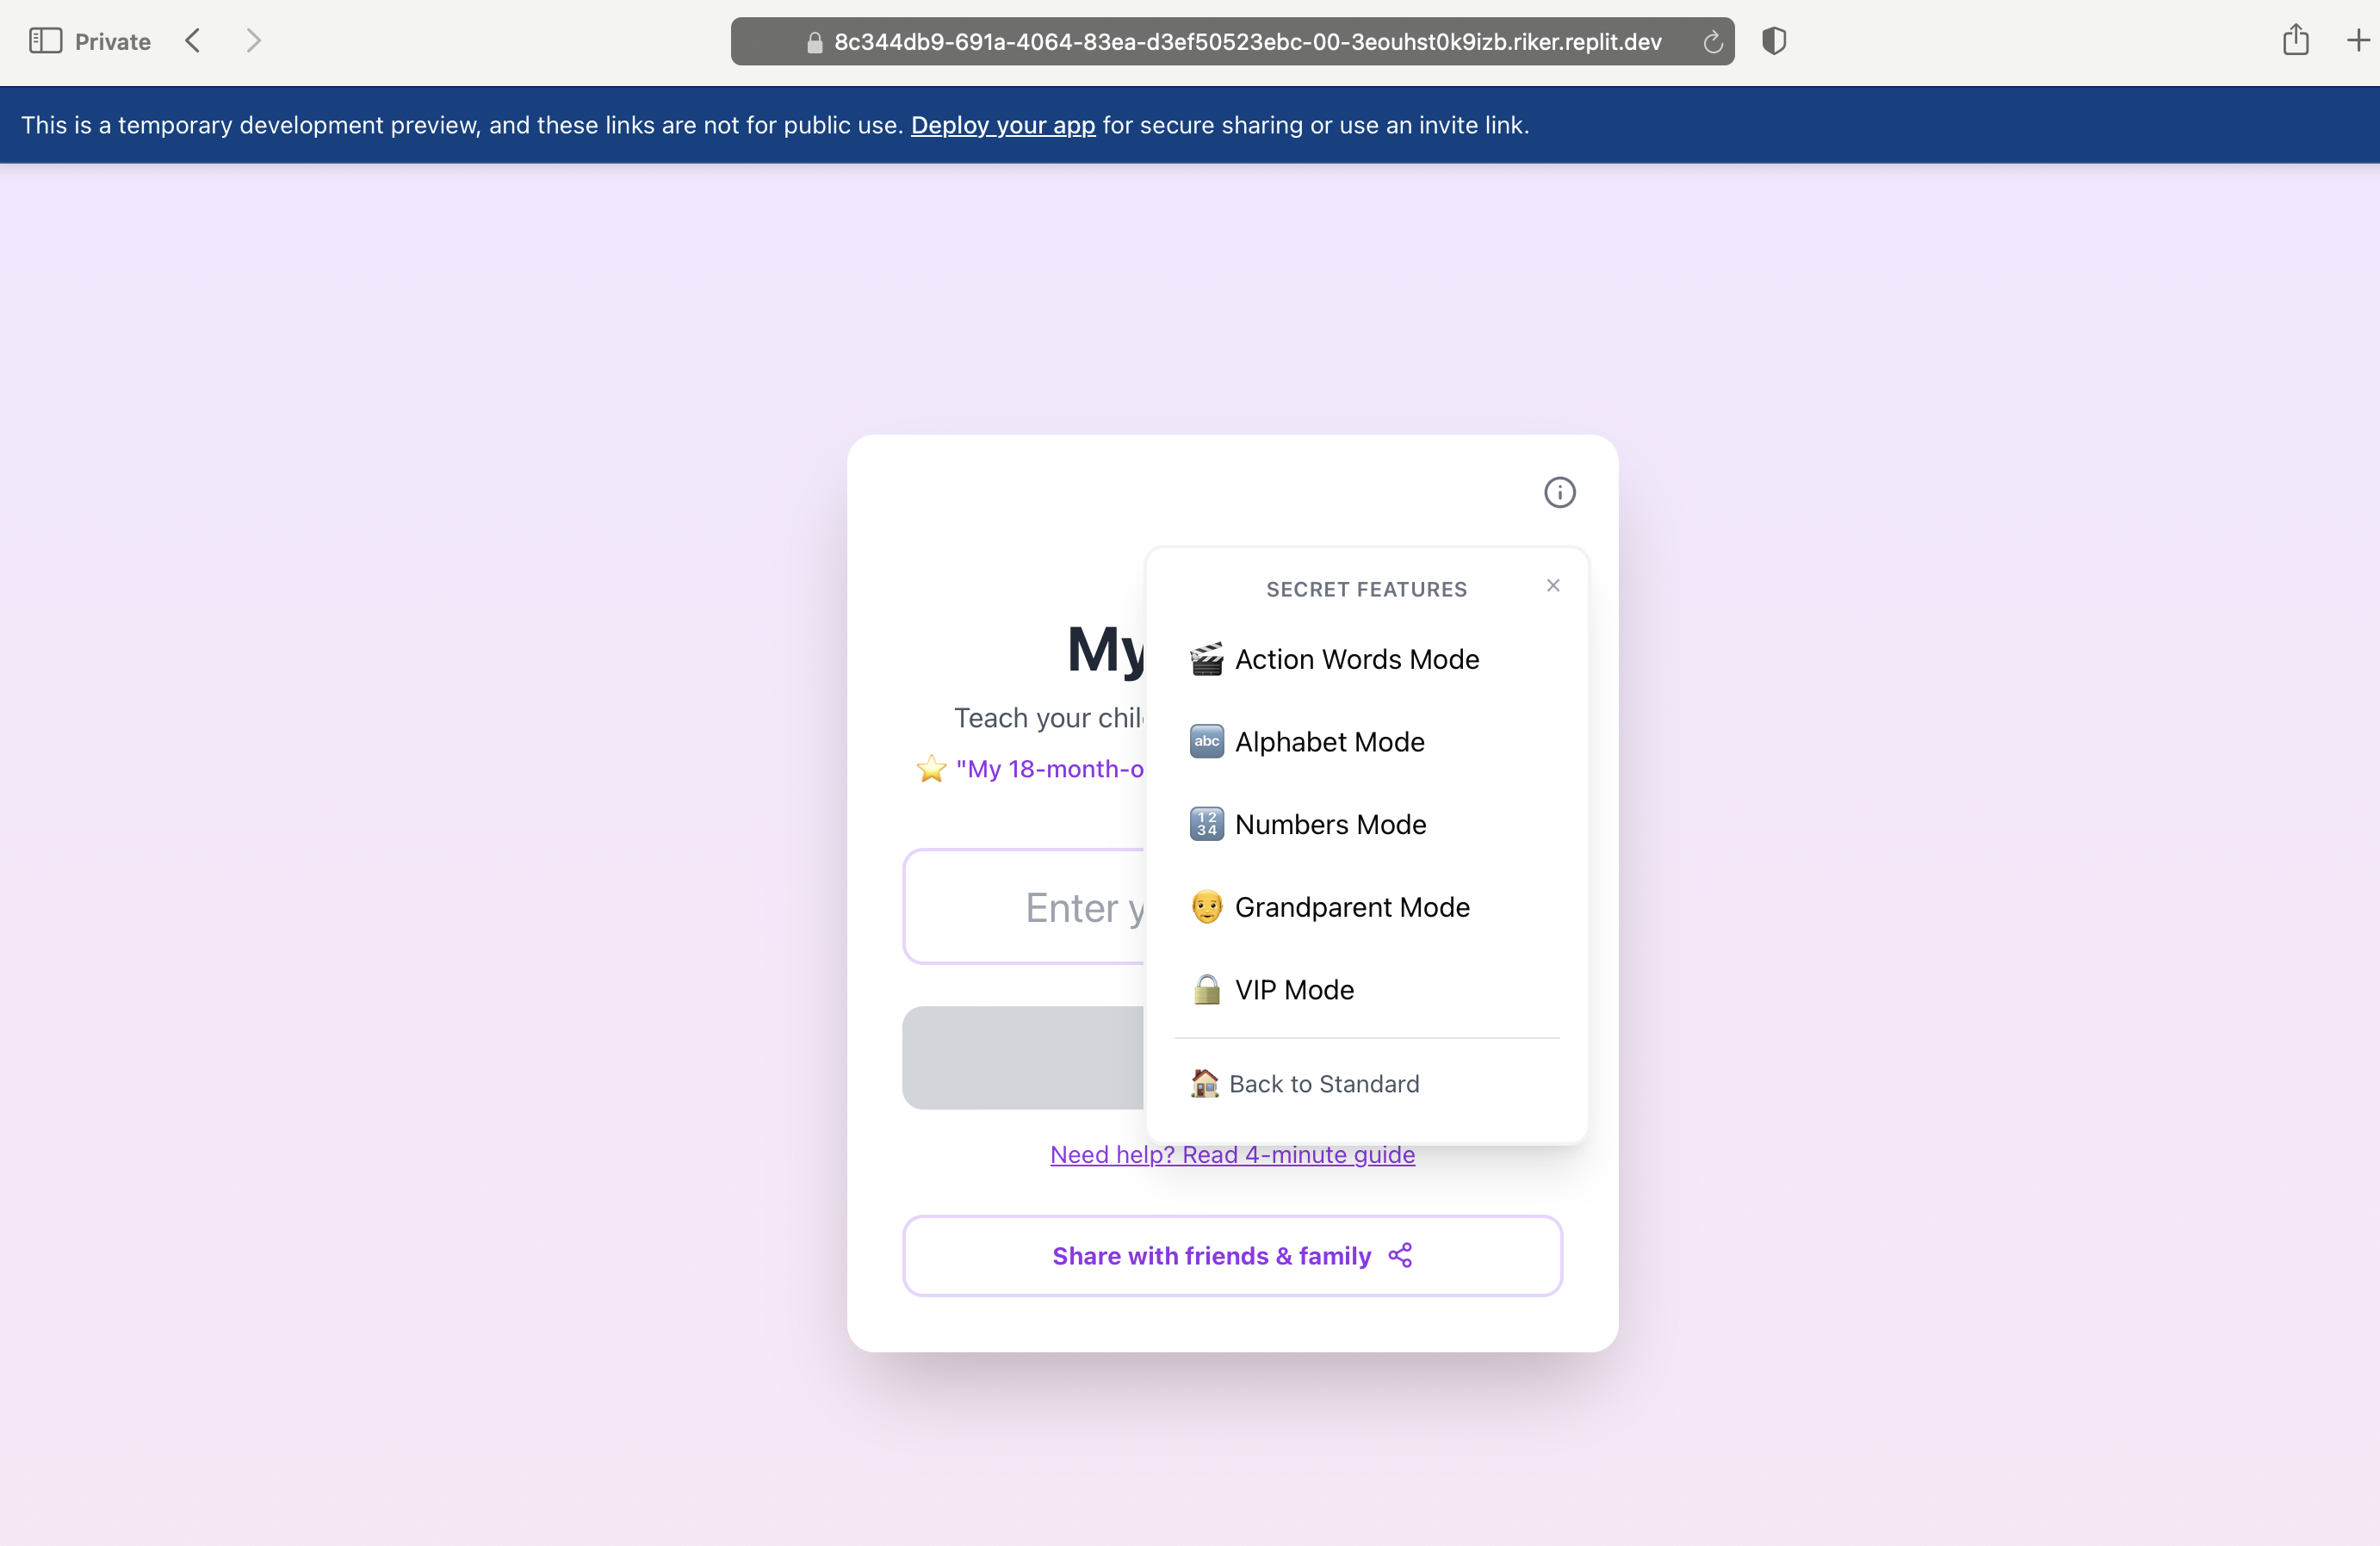 Private
8c344db9-691a-4064-83ea-d3ef50523ebc-00-3eouhst0k9izb.riker.replit.dev
This is a temporary development preview, and these links are not for public use. Deploy your app for secure sharing or use an invite link.
SECRET FEATURES
My
Action Words Mode
Teach your chil
abc Alphabet Mode
"My 18-month-o
1234 Numbers Mode
Enter y
Grandparent Mode
VIP Mode
Back to Standard
Need help? Read 4-minute guide
Share with friends & family